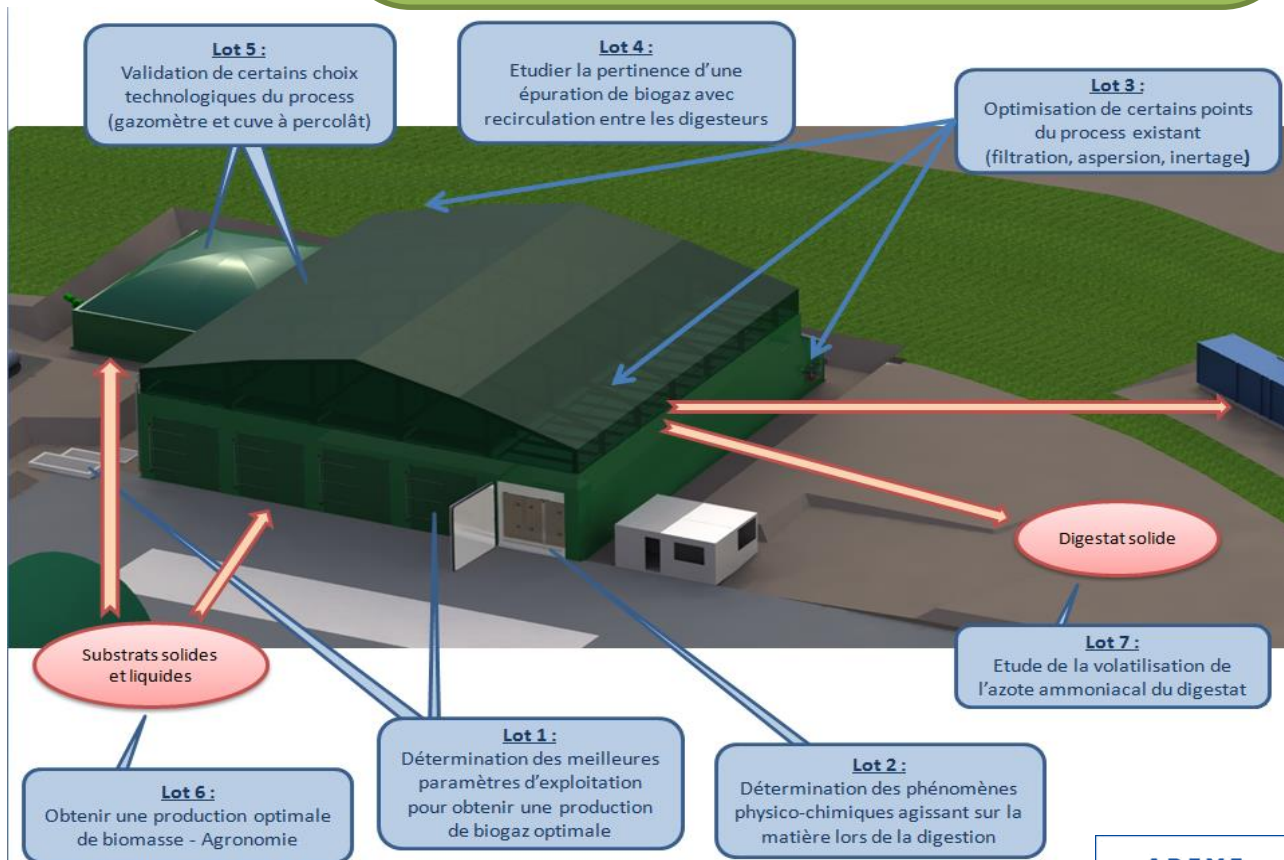 Lot 5 :
Validation de certains choix
technologiques du process
(gazomètre et cuve à percolât)
Lot 4 :
Etudier la pertinence d'une
épuration de biogaz avec
recirculation entre les digesteurs
Lot 3 :
Optimisation de certains points
du process existant
(filtration, aspersion, inertage)
Digestat solide
Substrats solides
et liquides
Lot 7 :
Etude de la volatilisation de
l'azote ammoniacal du digestat
Lot 6 :
Obtenir une production optimale
de biomasse - Agronomie
Lot 1 :
Détermination des meilleures
paramètres d'exploitation
pour obtenir une production
de biogaz optimale
Lot 2 :
Détermination des phénomènes
physico-chimiques agissant sur la
matière lors de la digestion